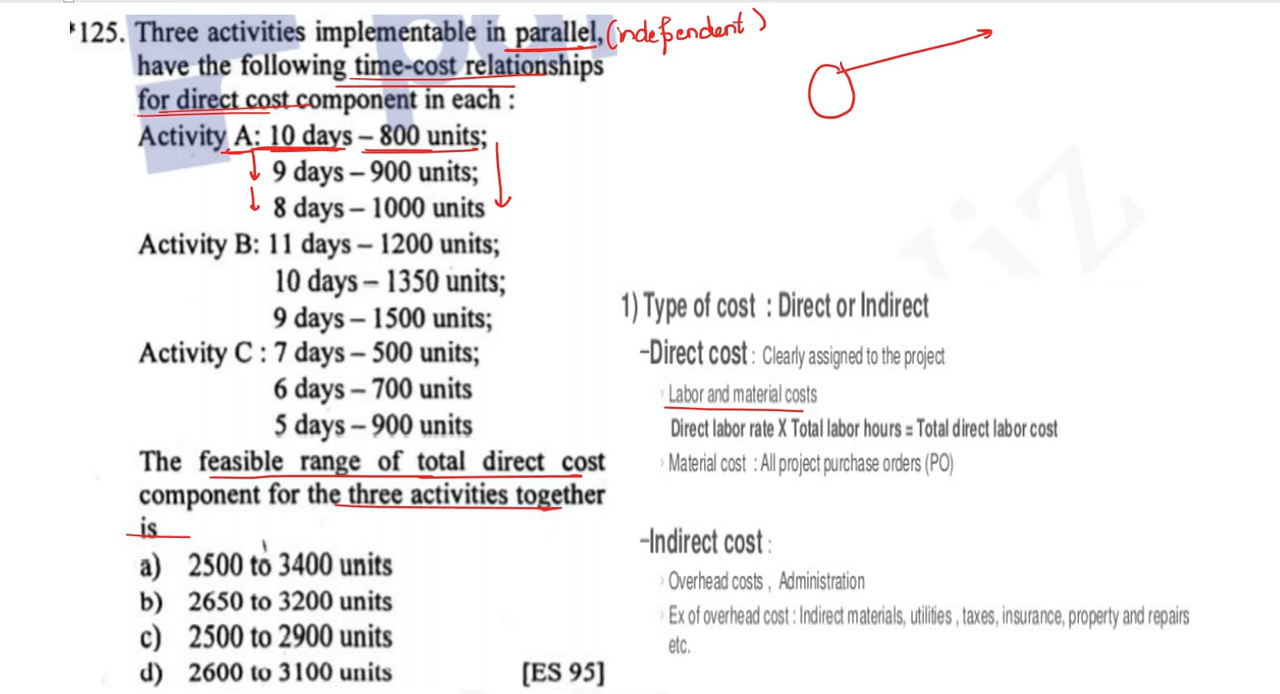 *125. Three activities implementable in parallel, (independent)
have the following time-cost relationships
for direct cost component in each :
Activity A: 10 days – 800 units;
9 days – 900 units;
8 days – 1000 units
Activity B: 11 days – 1200 units;
10 days – 1350 units;
9 days – 1500 units;
Activity C : 7 days – 500 units;
6 days – 700 units
5 days – 900 units
The feasible range of total direct cost
component for the three activities together
is
a) 2500 to 3400 units
b) 2650 to 3200 units
c) 2500 to 2900 units
d) 2600 to 3100 units [ES 95]
1) Type of cost : Direct or Indirect
-Direct cost : Clearly assigned to the project
› Labor and material costs
Direct labor rate X Total labor hours = Total direct labor cost
› Material cost : All project purchase orders (PO)
-Indirect cost :
› Overhead costs , Administration
› Ex of overhead cost : Indirect materials, utilities , taxes, insurance, property and repairs
etc.